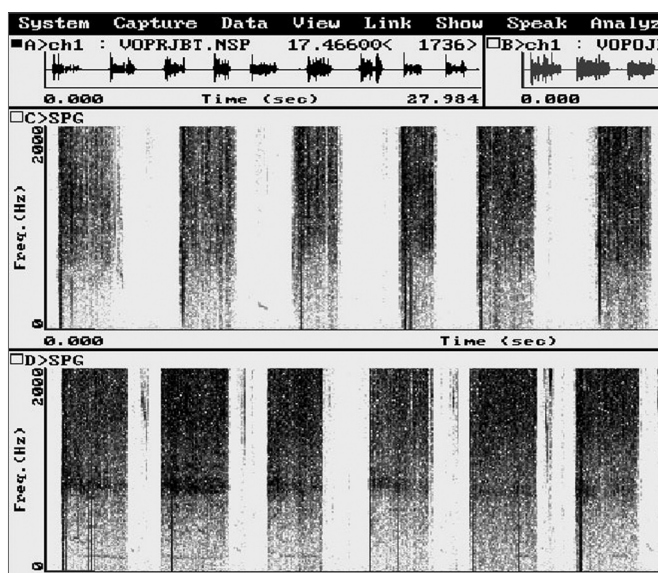 System Capture Data View Link Show Speak Analyz
A>ch1 : VOPRJBT.NSP 17.46600< 1736>
B>ch1 : VOPOJ
0.000 Time (sec) 27.984
0.000
C>SPG
2000
Freq.(Hz)
0
0.000 Time (sec)
D>SPG
2000
Freq.(Hz)
0